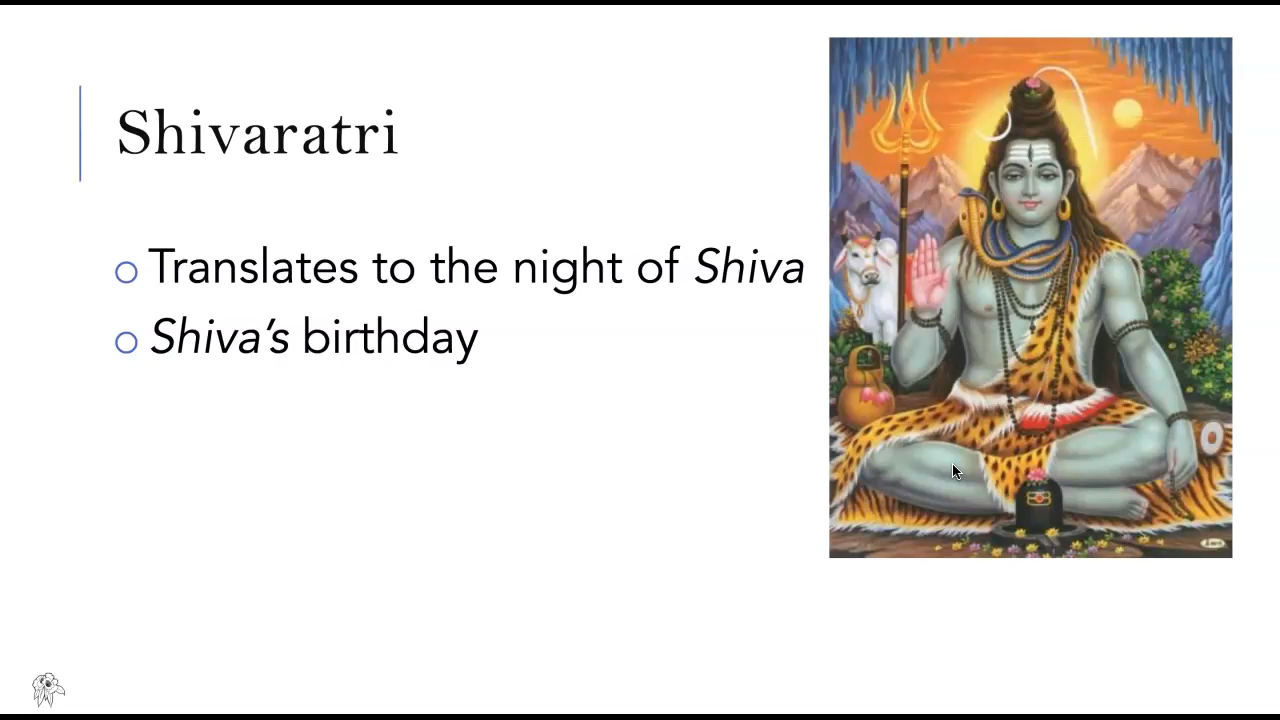 Shivaratri
Translates to the night of Shiva
Shiva’s birthday